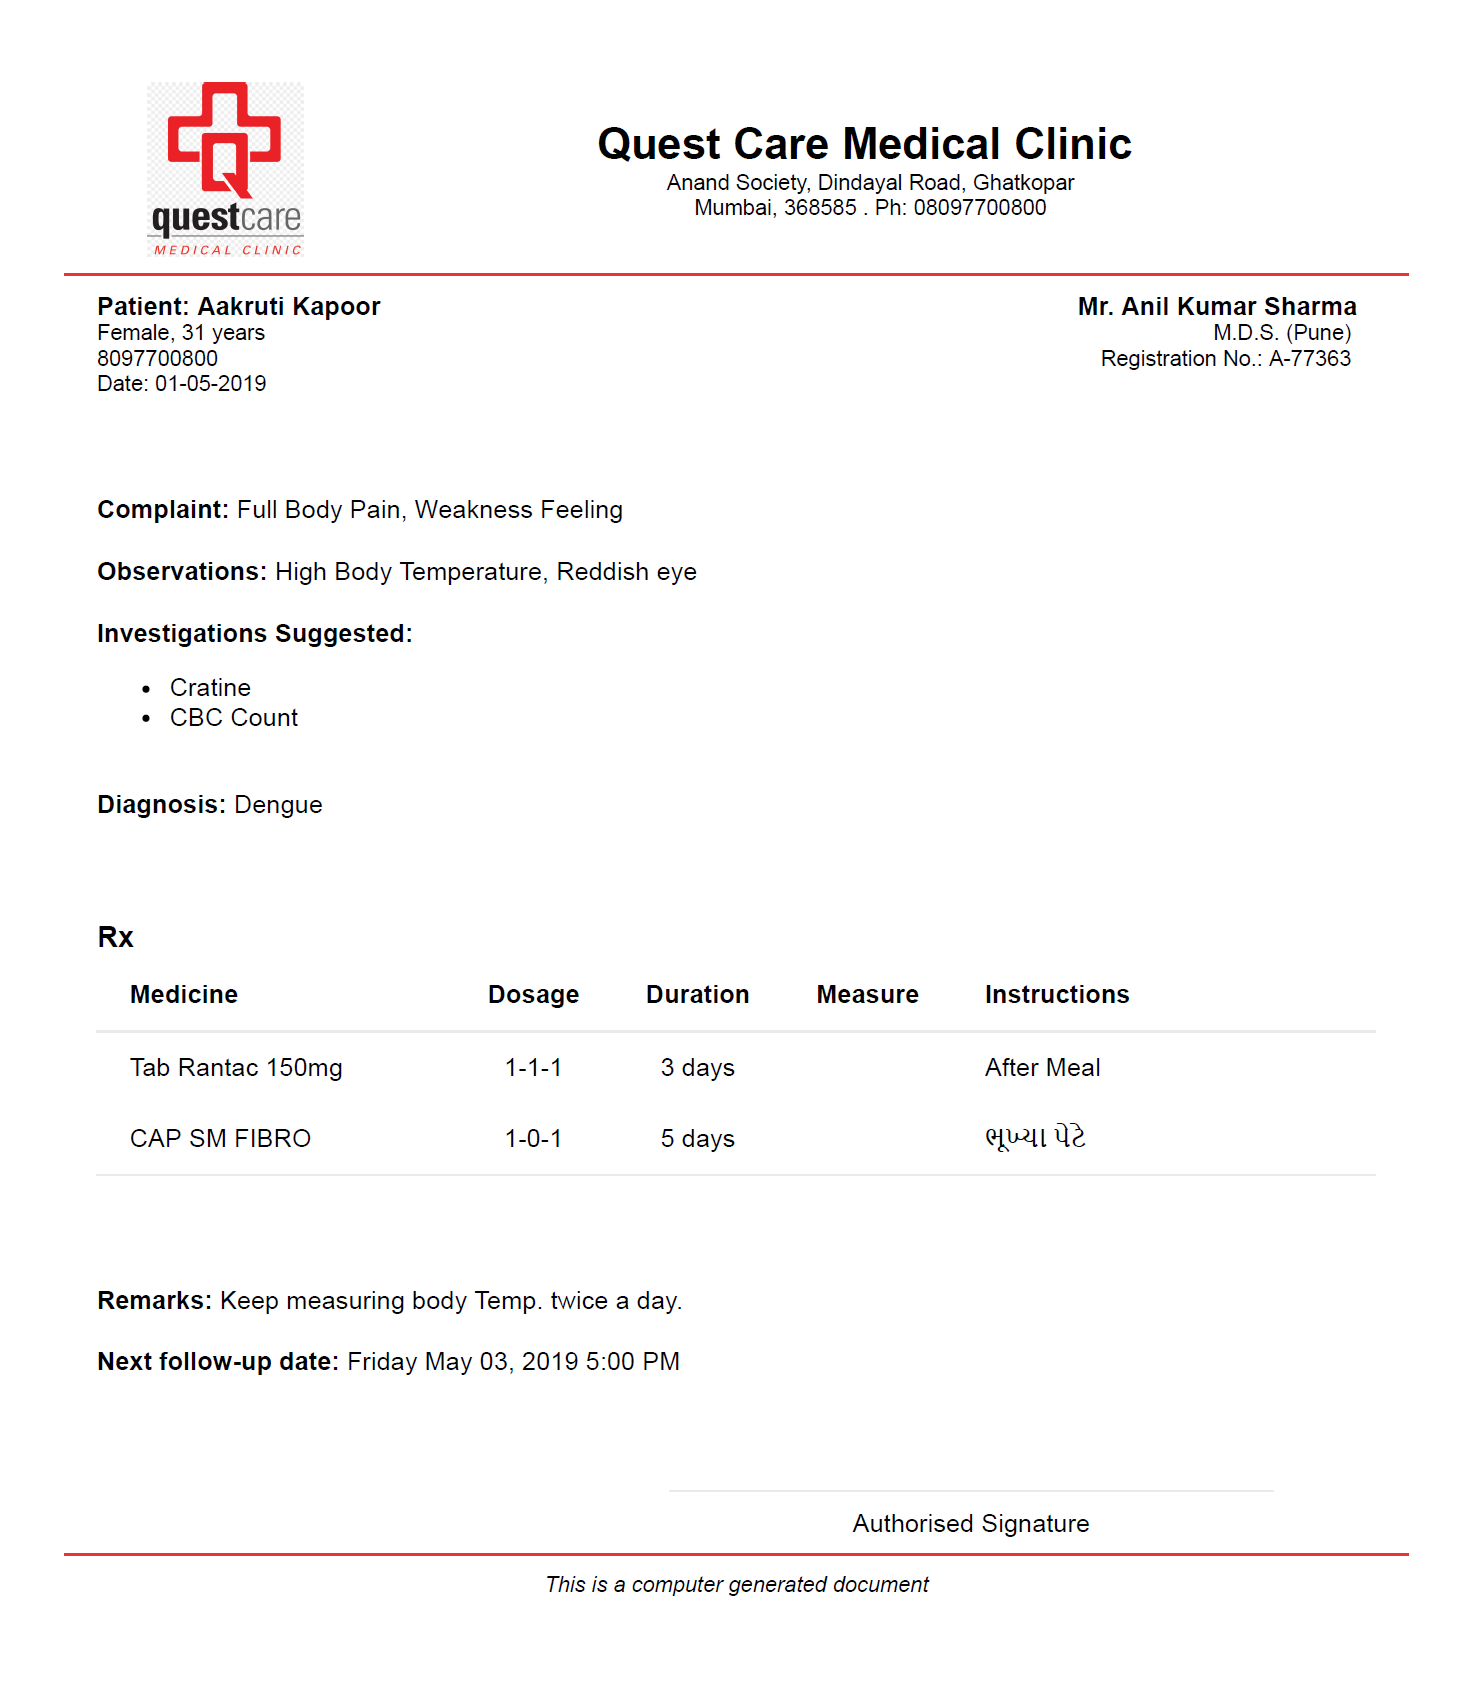 questcare
MEDICAL CLINIC
Quest Care Medical Clinic
Anand Society, Dindayal Road, Ghatkopar
Mumbai, 368585 . Ph: 08097700800
Patient: Aakruti Kapoor
Female, 31 years
8097700800
Date: 01-05-2019
Mr. Anil Kumar Sharma
M.D.S. (Pune)
Registration No.: A-77363
Complaint: Full Body Pain, Weakness Feeling
Observations: High Body Temperature, Reddish eye
Investigations Suggested:
• Cratine
• CBC Count
Diagnosis: Dengue
Rx
Medicine Dosage Duration Measure Instructions
Tab Rantac 150mg 1-1-1 3 days After Meal
CAP SM FIBRO 1-0-1 5 days ભૂખ્યા પેટે
Remarks: Keep measuring body Temp. twice a day.
Next follow-up date: Friday May 03, 2019 5:00 PM
Authorised Signature
This is a computer generated document